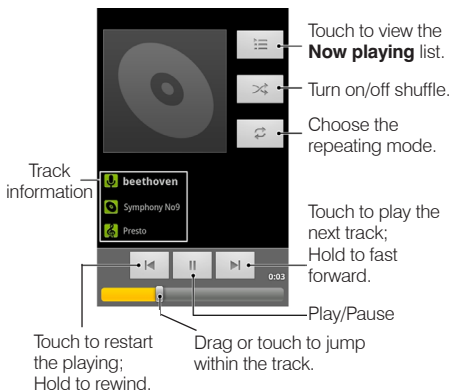 Touch to view the
Now playing list.
Turn on/off shuffle.
Choose the
repeating mode.
Track
information
beethoven
Symphony No9
Presto
Touch to play the
next track;
Hold to fast
forward.
0:03
Play/Pause
Touch to restart
the playing;
Hold to rewind.
Drag or touch to jump
within the track.